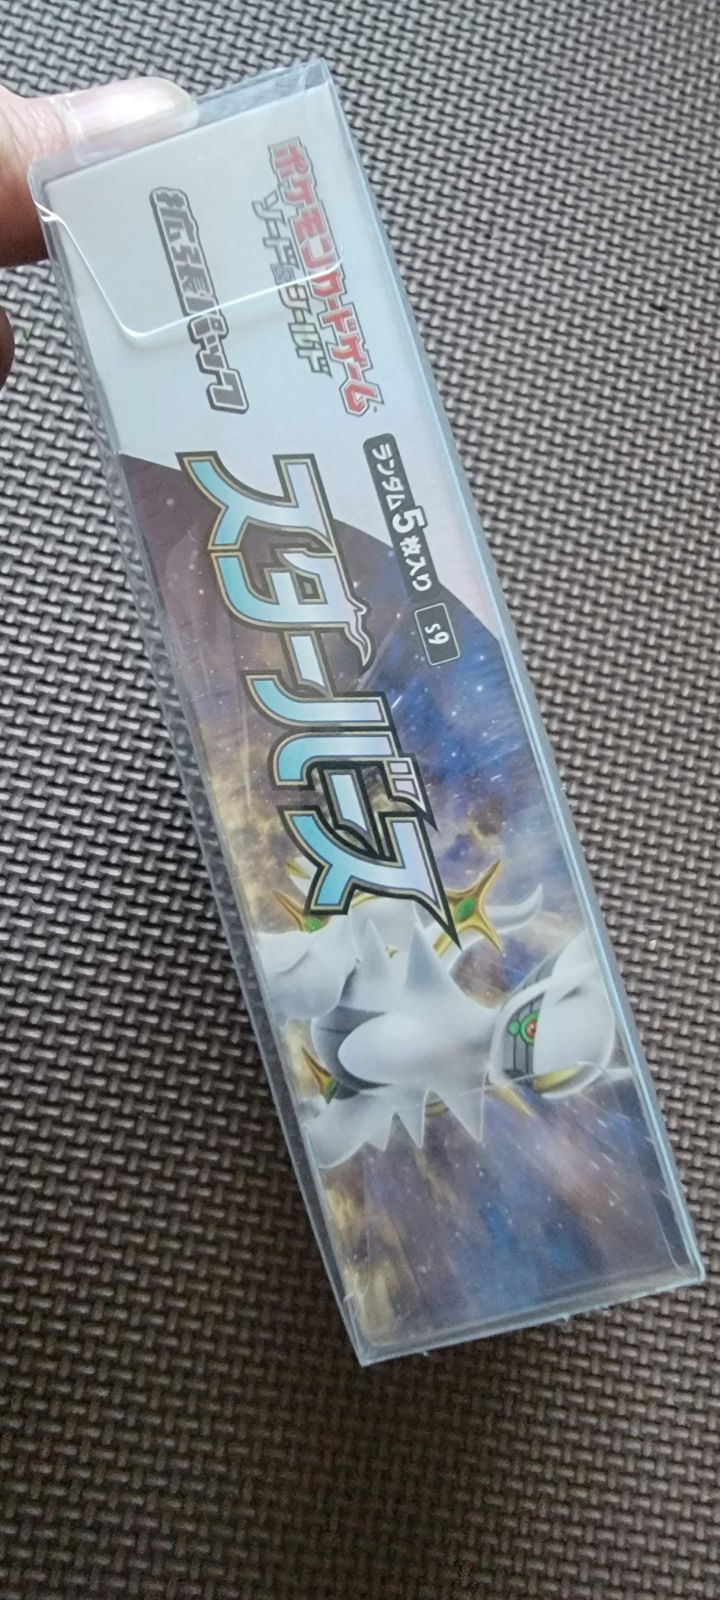 ポケモンカードゲーム
ソード&シールド
拡張パック
ランダム5枚入り
s9
スターバース